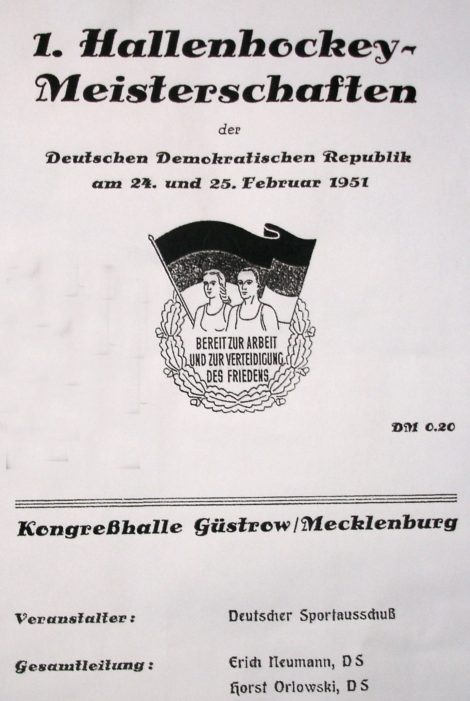 1. Hallenhockey-
Meisterschaften
der
Deutschen Demokratischen Republik
am 24. und 25. Februar 1951
BEREIT ZUR ARBEIT
UND ZUR VERTEIDIGUNG
DES FRIEDENS
DM 0.20
Kongreßhalle Güstrow/Mecklenburg
Veranstalter: Deutscher Sportausschuß
Gesamtleitung: Erich Neumann, DS
Horst Orlowski, DS